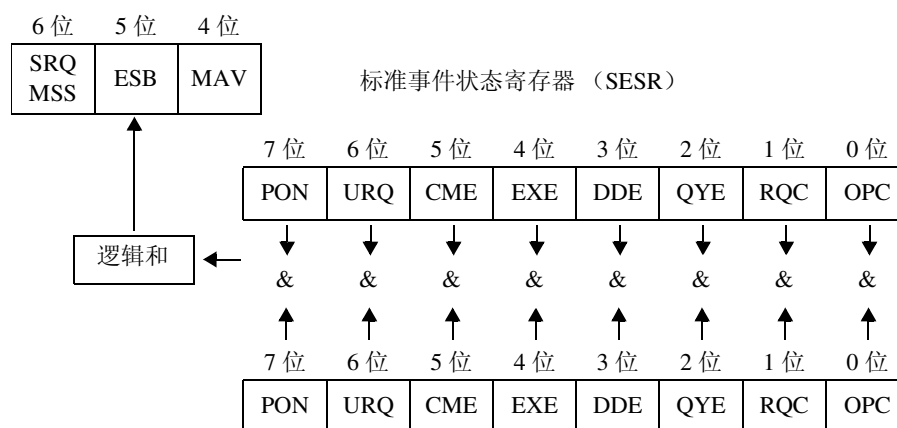 6 位 5 位 4 位
SRQ MSS ESB MAV
标准事件状态寄存器 （SESR）
7 位 6 位 5 位 4 位 3 位 2 位 1 位 0 位
PON URQ CME EXE DDE QYE RQC OPC
逻辑和
& & & & & & & &
7 位 6 位 5 位 4 位 3 位 2 位 1 位 0 位
PON URQ CME EXE DDE QYE RQC OPC